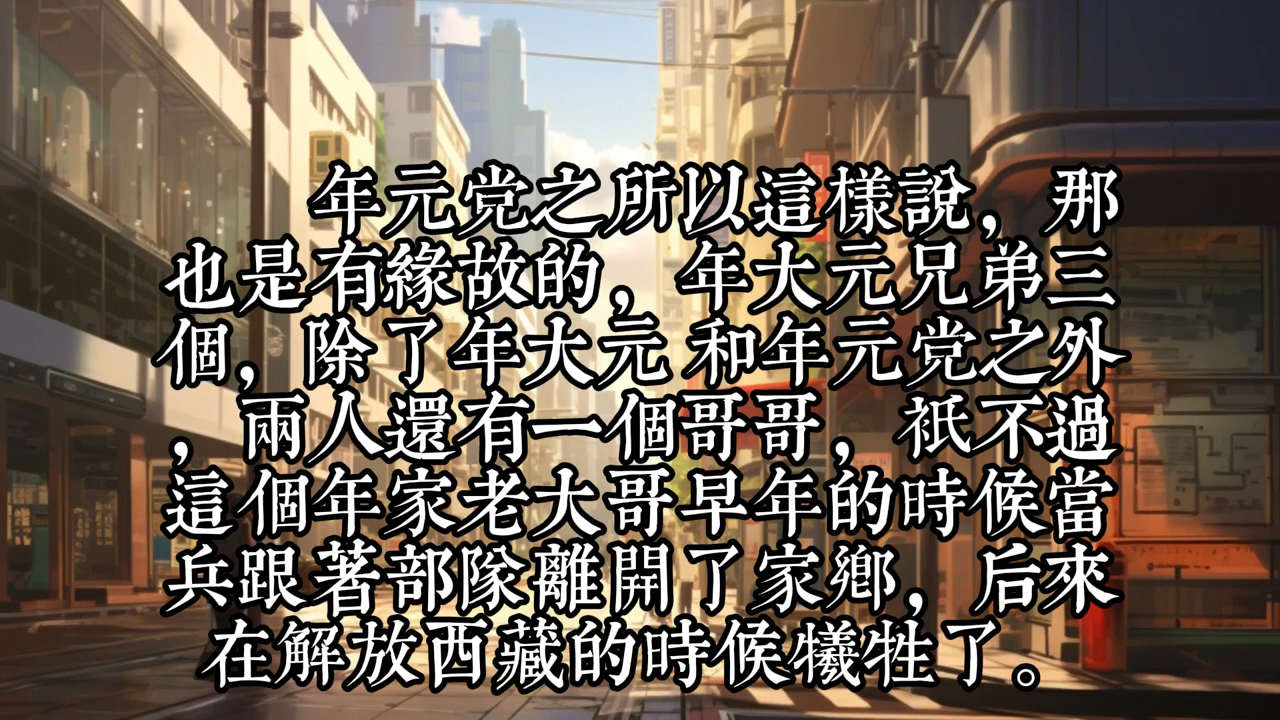 年元党之所以這樣說，那
也是有緣故的，年大元兄弟三
個，除了年大元 和年元党之外
，兩人還有一個哥哥，祇不過
這個年家老大哥早年的時候當
兵跟著部隊離開了家鄉，后來
在解放西藏的時候犧牲了。